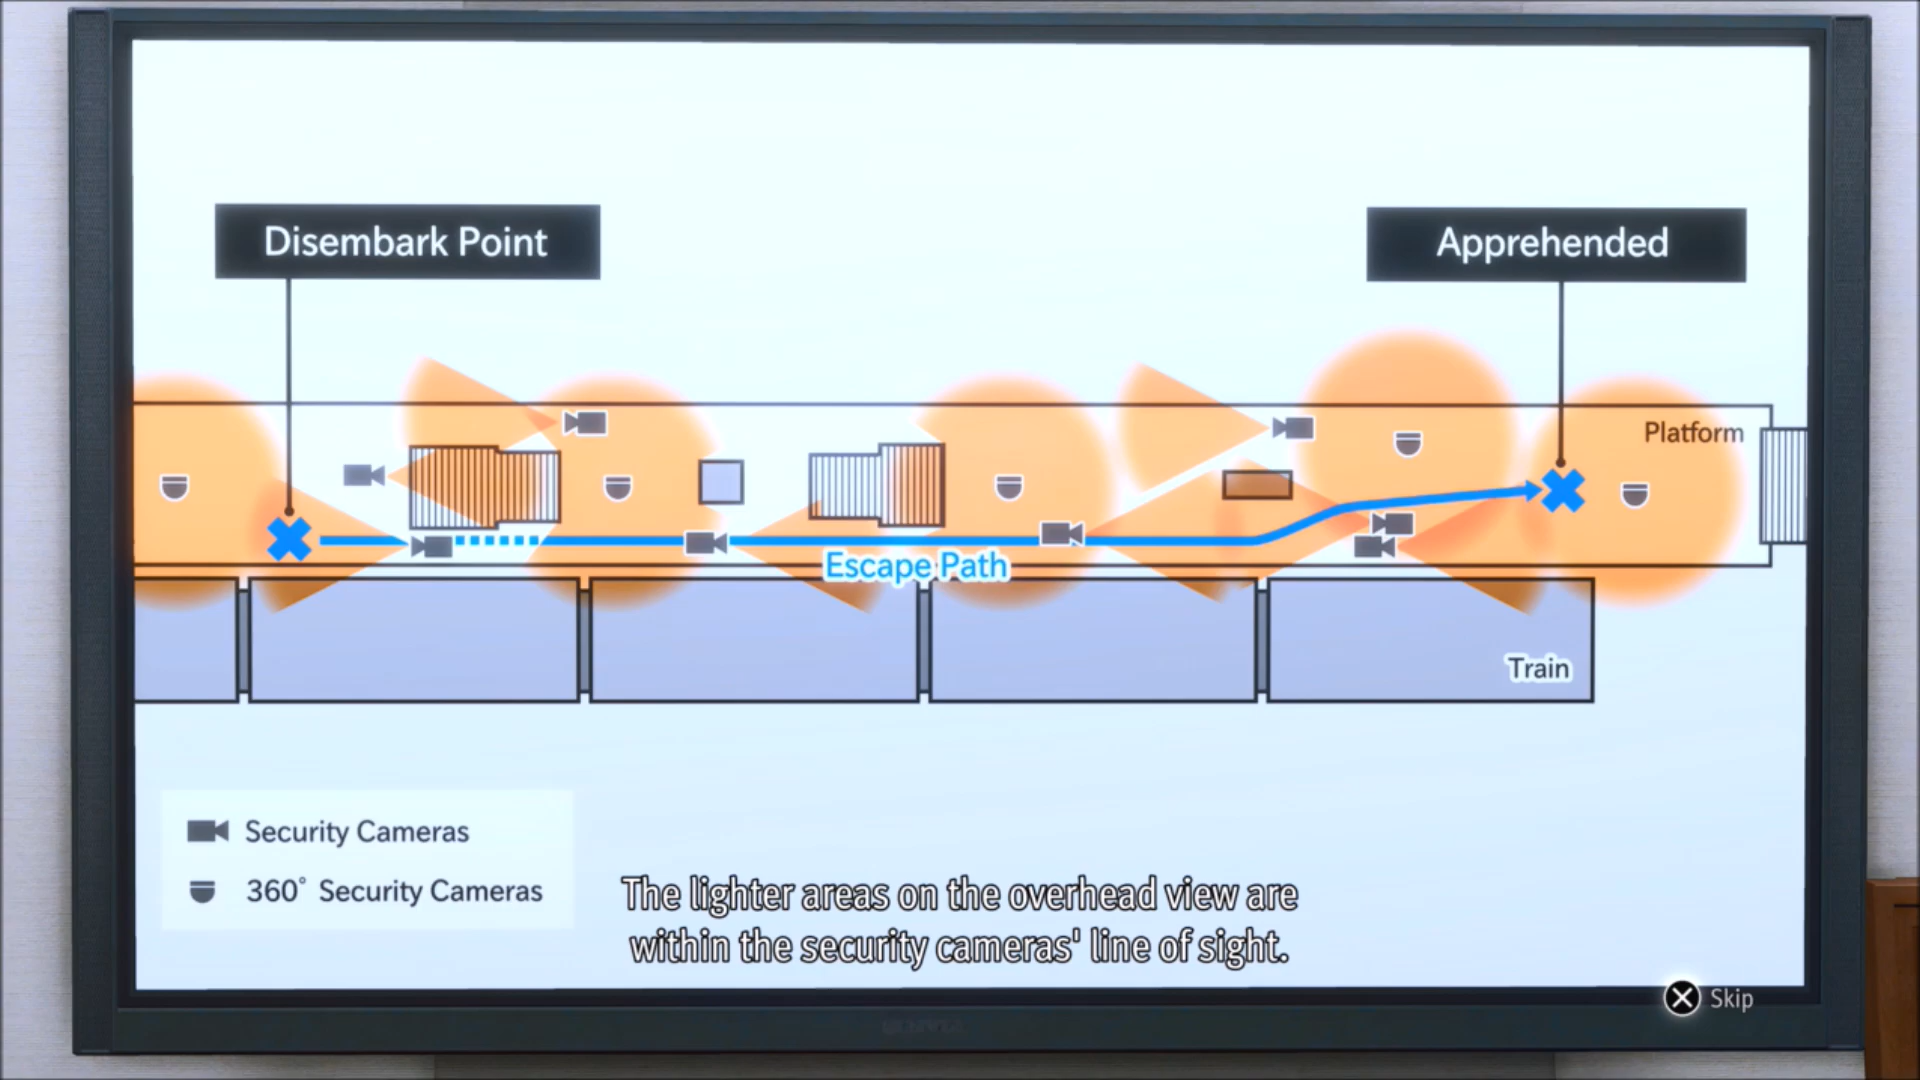 Disembark Point
Apprehended
Platform
Escape Path
Train
Security Cameras
360° Security Cameras
The lighter areas on the overhead view are
within the security cameras' line of sight.
Skip